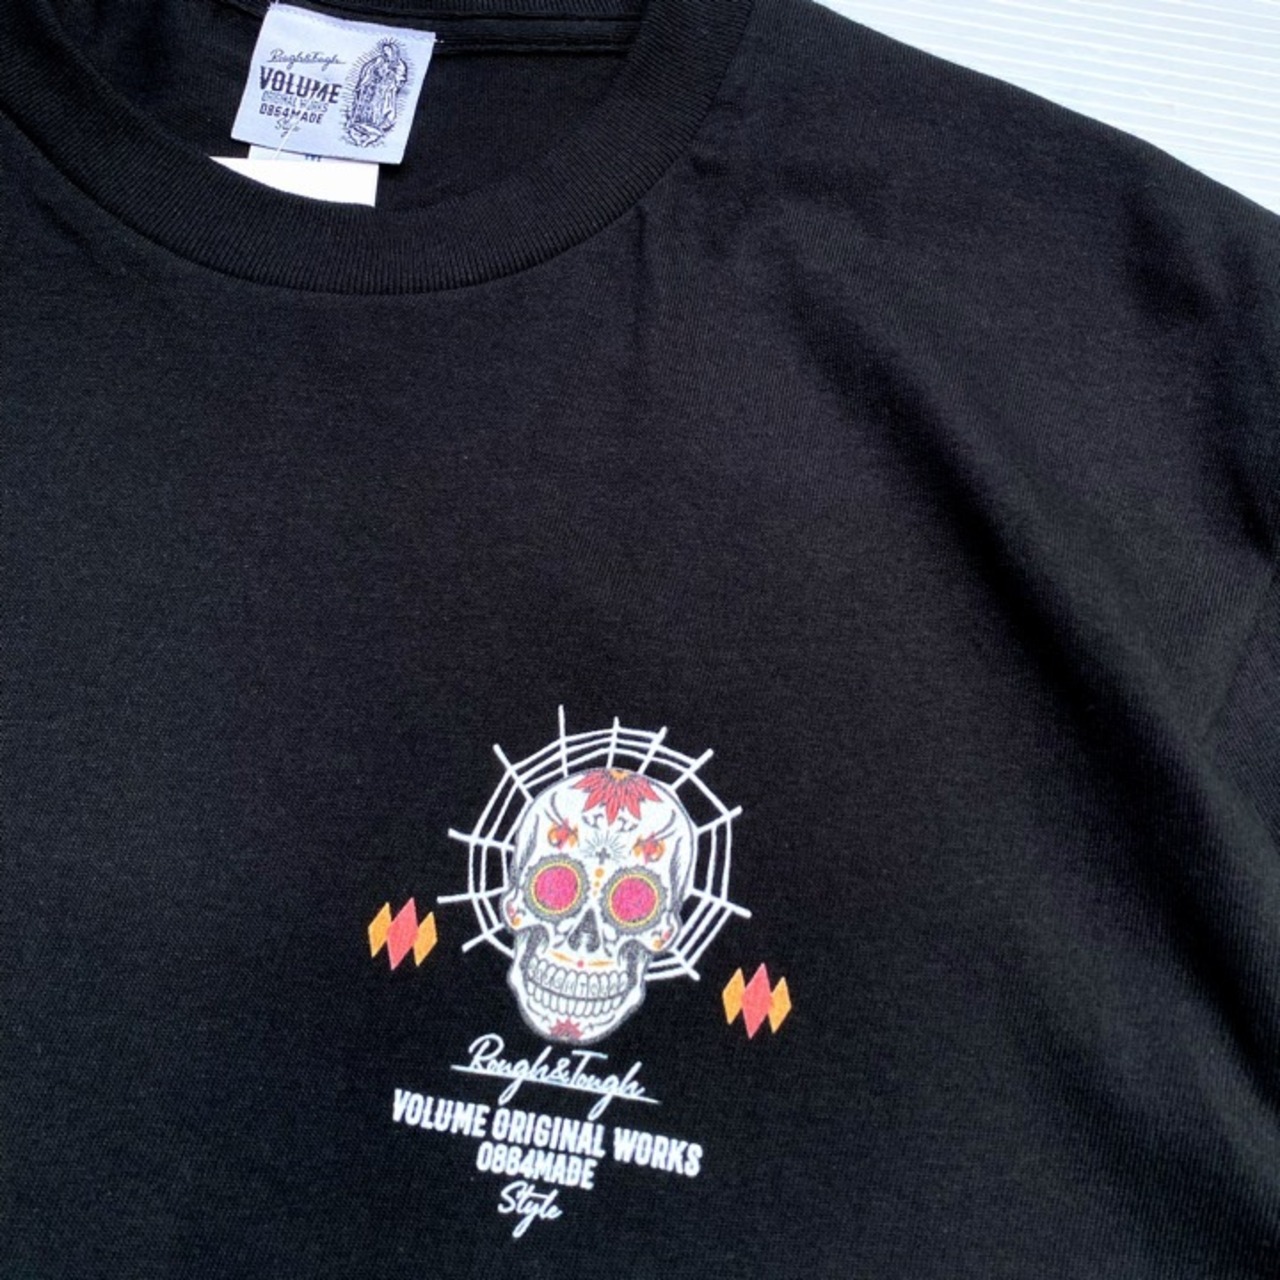 Rough&Tough
VOLUME
ORIGINAL WORKS
0864MADE
Style
Rough&Tough
VOLUME ORIGINAL WORKS
0864MADE
Style